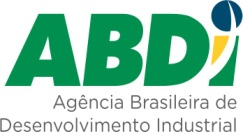 ABDi
Agência Brasileira de
Desenvolvimento Industrial